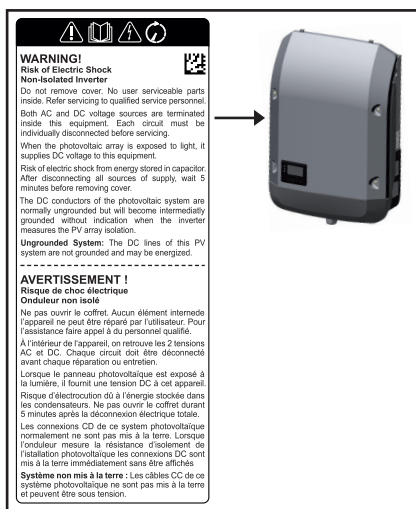 WARNING!
Risk of Electric Shock
Non-Isolated Inverter
Do not remove cover. No user serviceable parts
inside. Refer servicing to qualified service personnel.
Both AC and DC voltage sources are terminated
inside this equipment. Each circuit must be
individually disconnected before servicing.
When the photovoltaic array is exposed to light, it
supplies DC voltage to this equipment.
Risk of electric shock from energy stored in capacitor.
After disconnecting all sources of supply, wait 5
minutes before removing cover.
The DC conductors of the photovoltaic system are
normally ungrounded but will become intermediatly
grounded without indication when the inverter
measures the PV array isolation.
Ungrounded System: The DC lines of this PV
system are not grounded and may be energized.
AVERTISSEMENT !
Risque de choc électrique
Onduleur non isolé
Ne pas ouvrir le coffret. Aucun élément internede
l'appareil ne peut être réparé par l'utilisateur. Pour
l'assistance faire appel à du personnel qualifié.
À l'intérieur de l'appareil, on retrouve les 2 tensions
AC et DC. Chaque circuit doit être déconnecté
avant chaque réparation ou entretien.
Lorsque le panneau photovoltaïque est exposé à
la lumière, il fournit une tension DC à cet appareil.
Risque d'électrocution dû à l'énergie stockée dans
les condensateurs. Ne pas ouvrir le coffret durant
5 minutes après la déconnexion électrique totale.
Les connexions CD de ce system photovoltaïque
normalement ne sont pas mis à la terre. Lorsque
l'onduleur mesure la résistance d'isolement de
l'istallation photovoltaïque les connexions DC sont
mis à la terre immédiatement sans être affichés
Système non mis à la terre : Les câbles CC de ce
système photovoltaïque ne sont pas mis à la terre
et peuvent être sous tension.